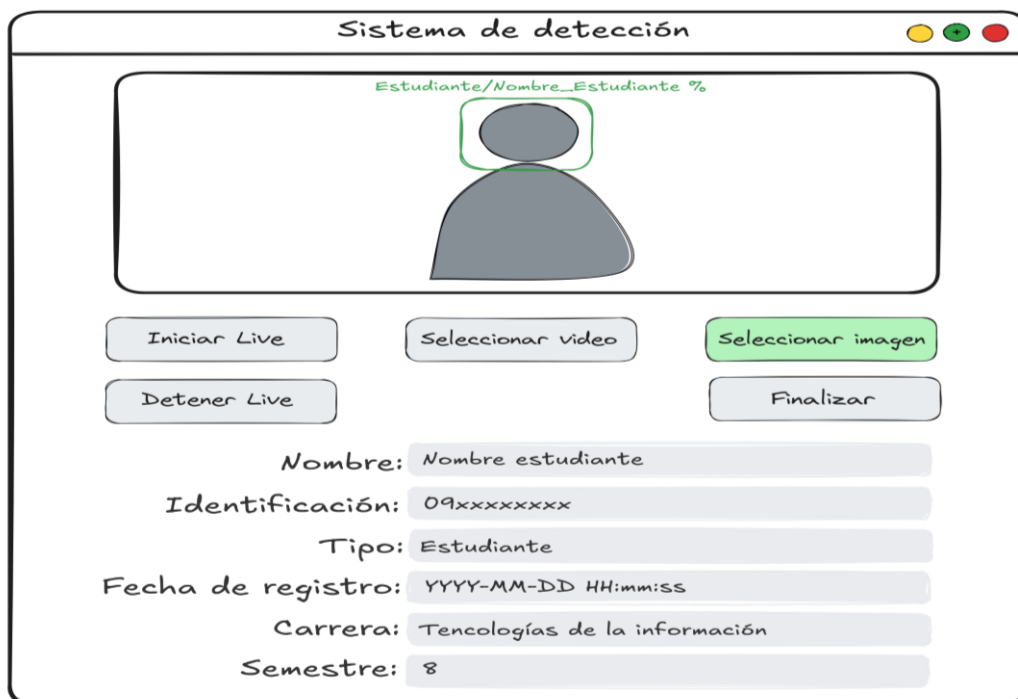 Sistema de detección
+
Estudiante/Nombre_Estudiante %
Iniciar Live
Seleccionar video
Seleccionar imagen
Detener Live
Finalizar
Nombre: Nombre estudiante
Identificación: 09xxxxxxxx
Tipo: Estudiante
Fecha de registro: YYYY-MM-DD HH:mm:ss
Carrera: Tencologías de la información
Semestre: 8